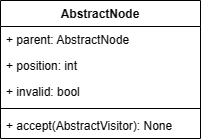 AbstractNode
+ parent: AbstractNode
+ position: int
+ invalid: bool
+ accept(AbstractVisitor): None